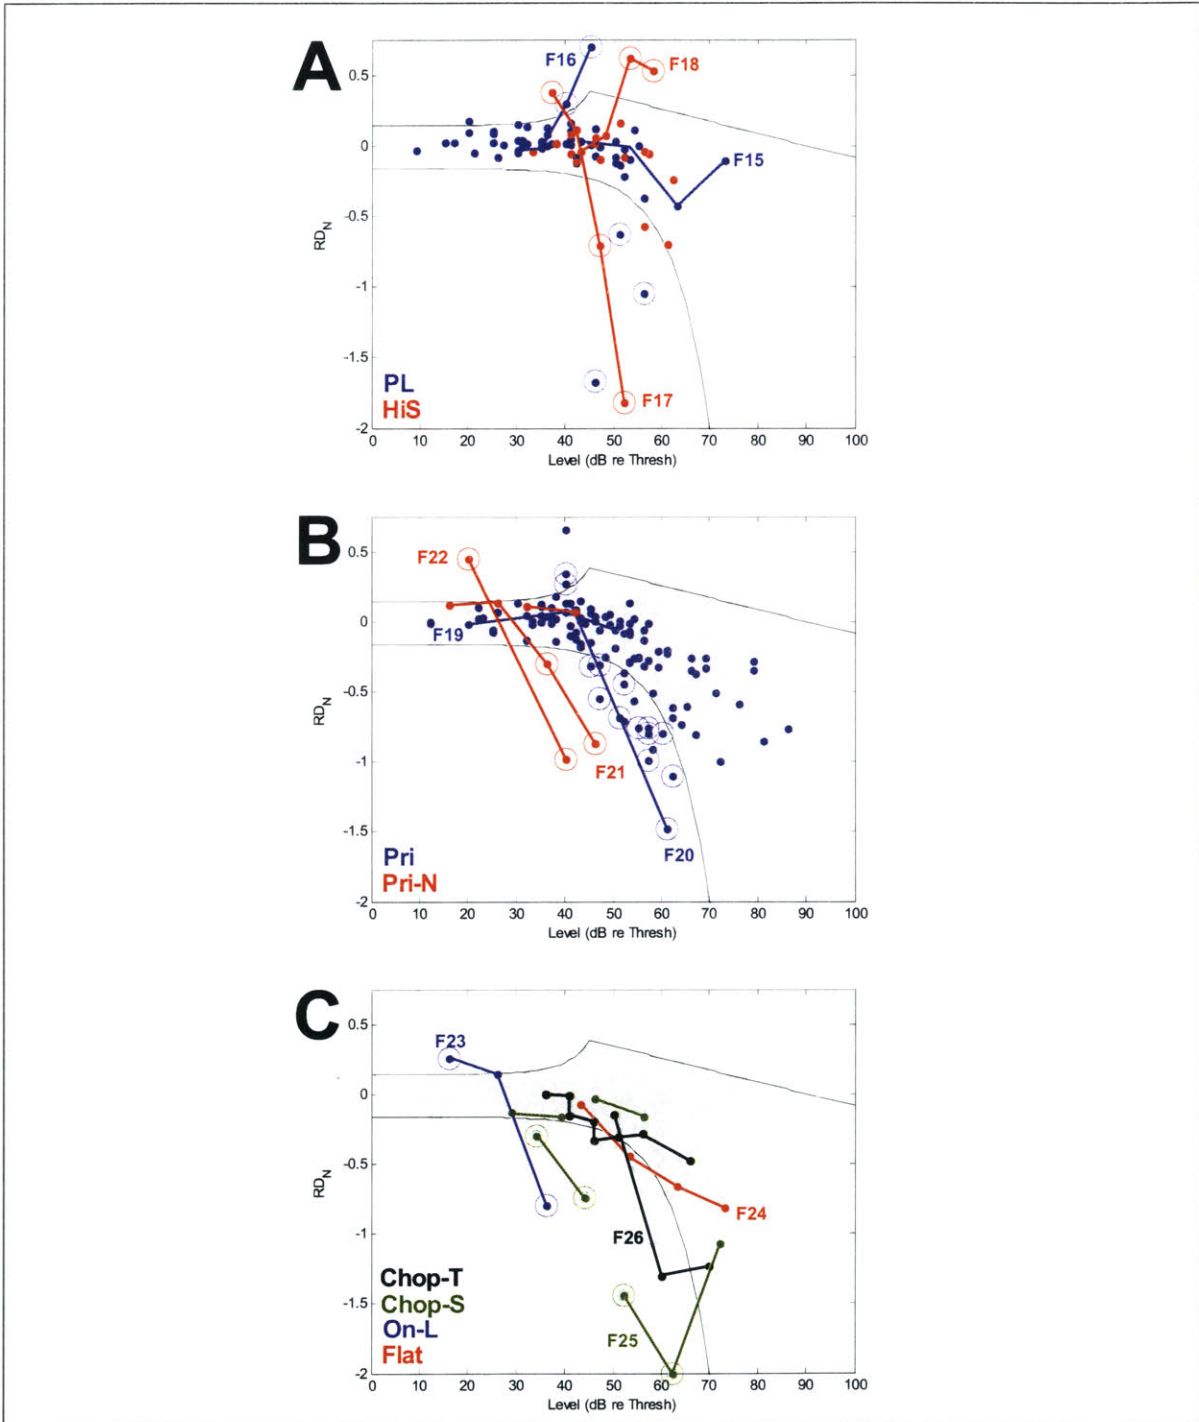 A
0.5
0
-0.5
-1
-1.5
-2
RD_N
F16
F18
F15
F17
PL
HiS
0 10 20 30 40 50 60 70 80 90 100
Level (dB re Thresh)
B
0.5
0
-0.5
-1
-1.5
-2
RD_N
F22
F19
F21
F20
Pri
Pri-N
0 10 20 30 40 50 60 70 80 90 100
Level (dB re Thresh)
C
0.5
0
-0.5
-1
-1.5
-2
RD_N
F23
F24
F26
F25
Chop-T
Chop-S
On-L
Flat
0 10 20 30 40 50 60 70 80 90 100
Level (dB re Thresh)